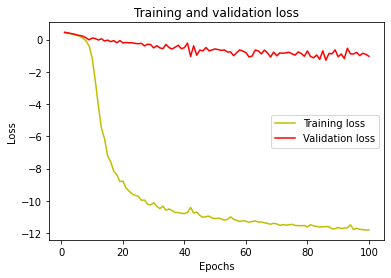 Training and validation loss
Loss
0
−2
−4
−6
−8
−10
−12
Training loss
Validation loss
0
20
40
60
80
100
Epochs